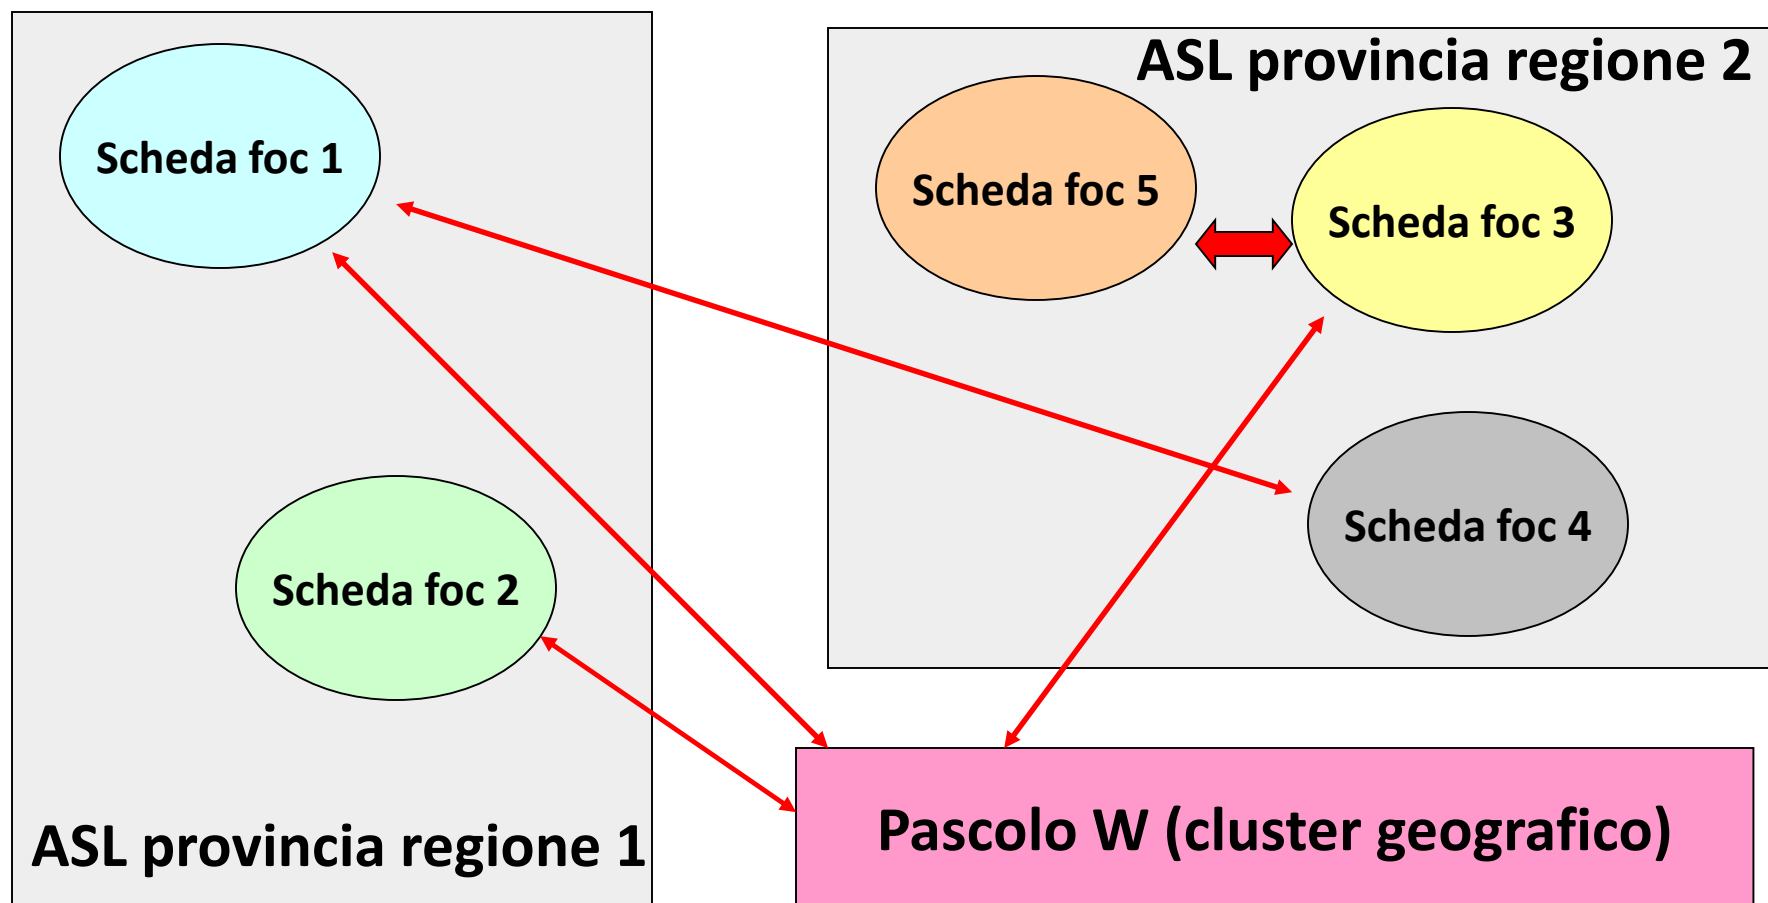 ASL provincia regione 2
Scheda foc 1
Scheda foc 5
Scheda foc 3
Scheda foc 4
Scheda foc 2
Pascolo W (cluster geografico)
ASL provincia regione 1